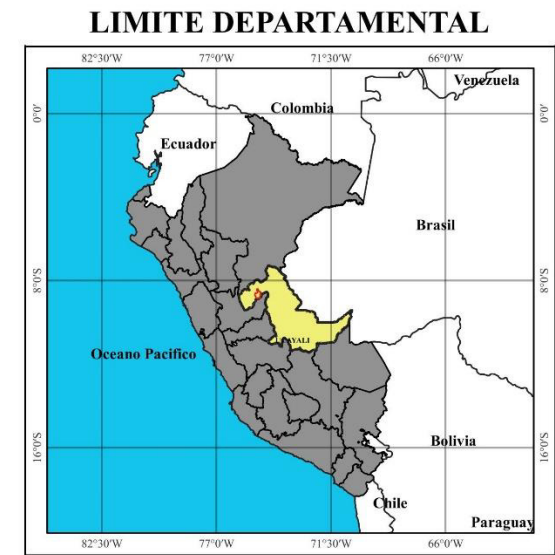 LIMITE DEPARTAMENTAL
82°30'W 77°0'W 71°30'W 66°0'W
Venezuela
Colombia
0°0' 0°0'
Ecuador
Brasil
8°0'S 8°0'S
Oceano Pacifico
16°0'S 16°0'S
Bolivia
Chile
Paraguay
82°30'W 77°0'W 71°30'W 66°0'W